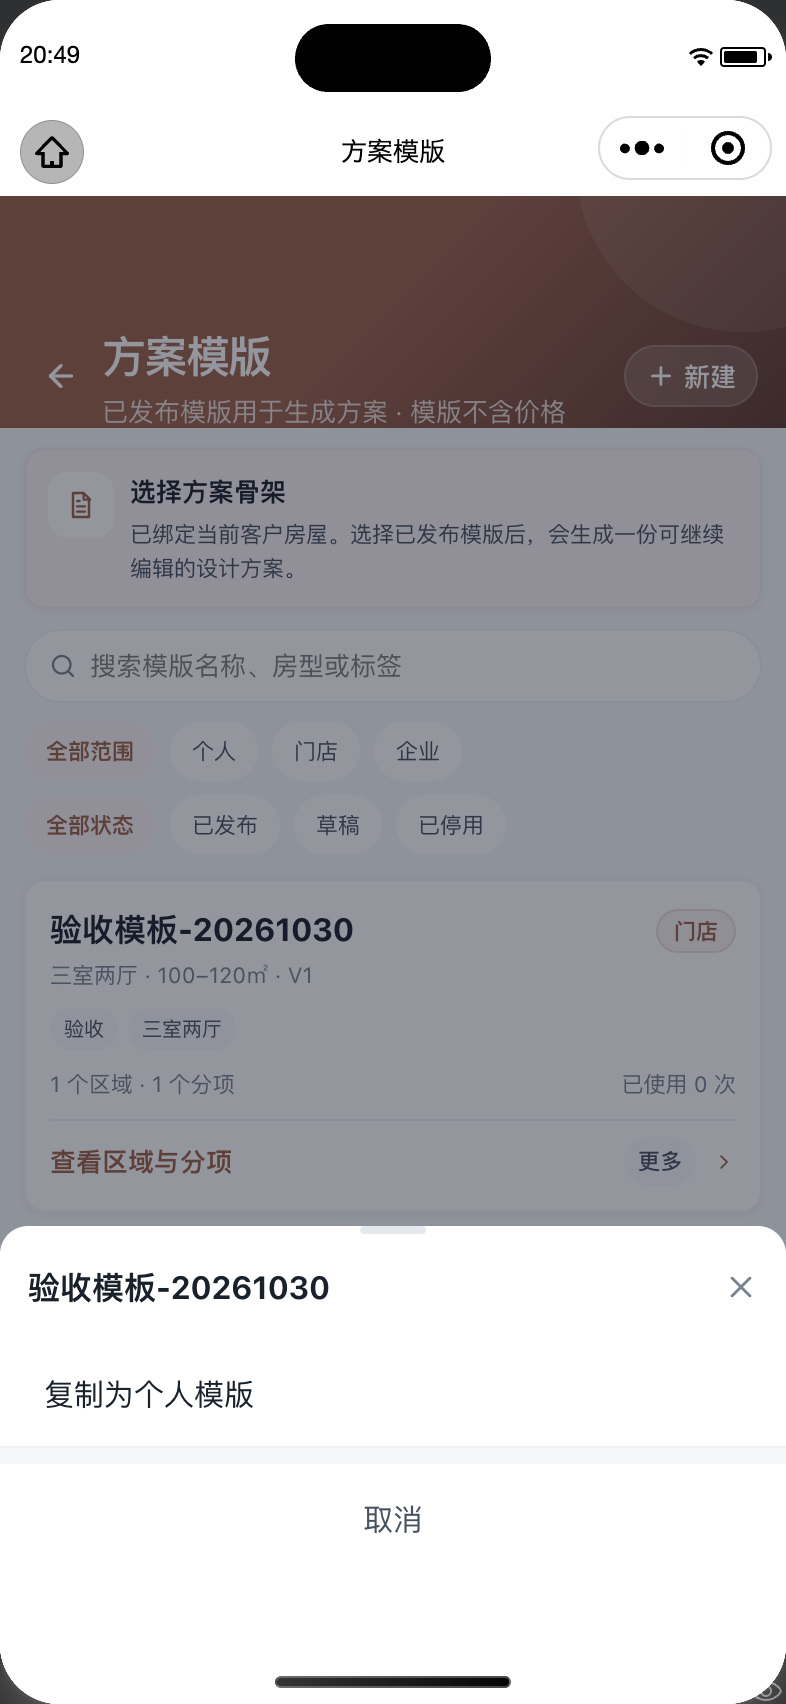 20:49
方案模版
方案模版
已发布模版用于生成方案 · 模版不含价格
新建
选择方案骨架
已绑定当前客户房屋。选择已发布模版后，会生成一份可继续
编辑的设计方案。
搜索模版名称、房型或标签
全部范围 个人 门店 企业
全部状态 已发布 草稿 已停用
验收模板-20261030 门店
三室两厅 · 100–120㎡ · V1
验收 三室两厅
1 个区域 · 1 个分项 已使用 0 次
查看区域与分项 更多
验收模板-20261030
复制为个人模版
取消